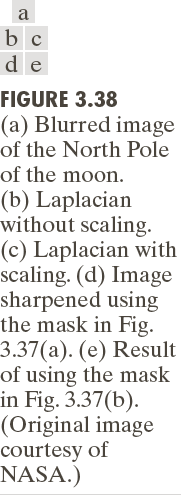 a
b c
d e
FIGURE 3.38
(a) Blurred image
of the North Pole
of the moon.
(b) Laplacian
without scaling.
(c) Laplacian with
scaling. (d) Image
sharpened using
the mask in Fig.
3.37(a). (e) Result
of using the mask
in Fig. 3.37(b).
(Original image
courtesy of
NASA.)